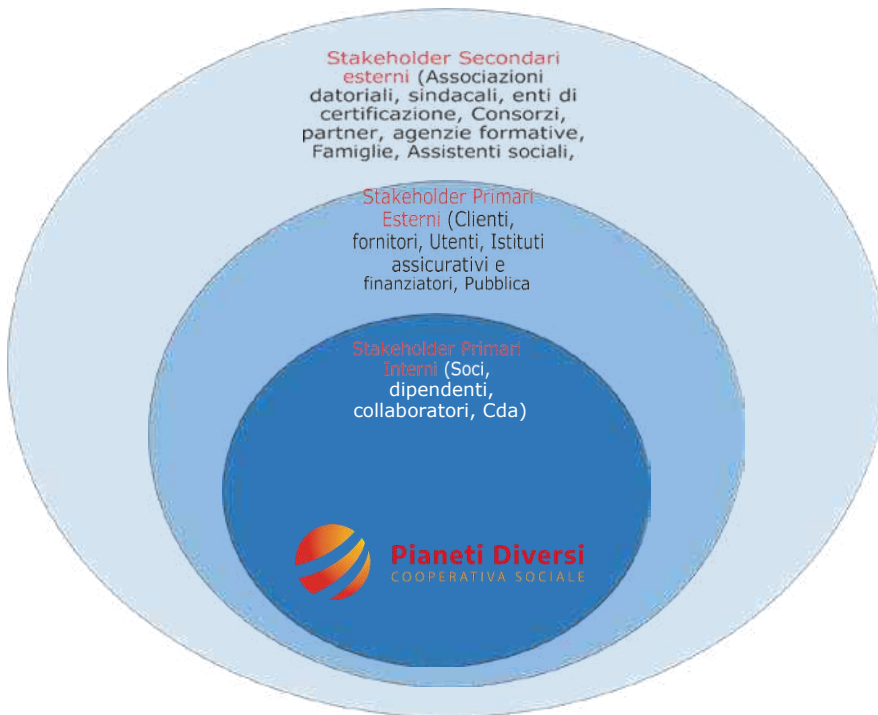 Stakeholder Secondari
esterni (Associazioni
datoriali, sindacali, enti di
certificazione, Consorzi,
partner, agenzie formative,
Famiglie, Assistenti sociali,
Stakeholder Primari
Esterni (Clienti,
fornitori, Utenti, Istituti
assicurativi e
finanziatori, Pubblica
Stakeholder Primari
Interni (Soci,
dipendenti,
collaboratori, Cda)
Pianeti Diversi
COOPERATIVA SOCIALE